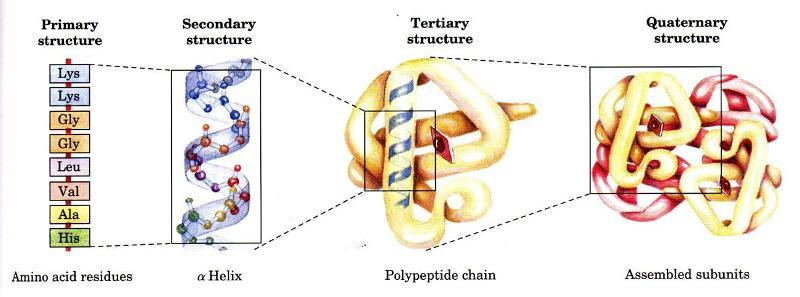 Primary
structure
Secondary
structure
Tertiary
structure
Quaternary
structure
Lys
Lys
Gly
Gly
Leu
Val
Ala
His
Amino acid residues
α Helix
Polypeptide chain
Assembled subunits